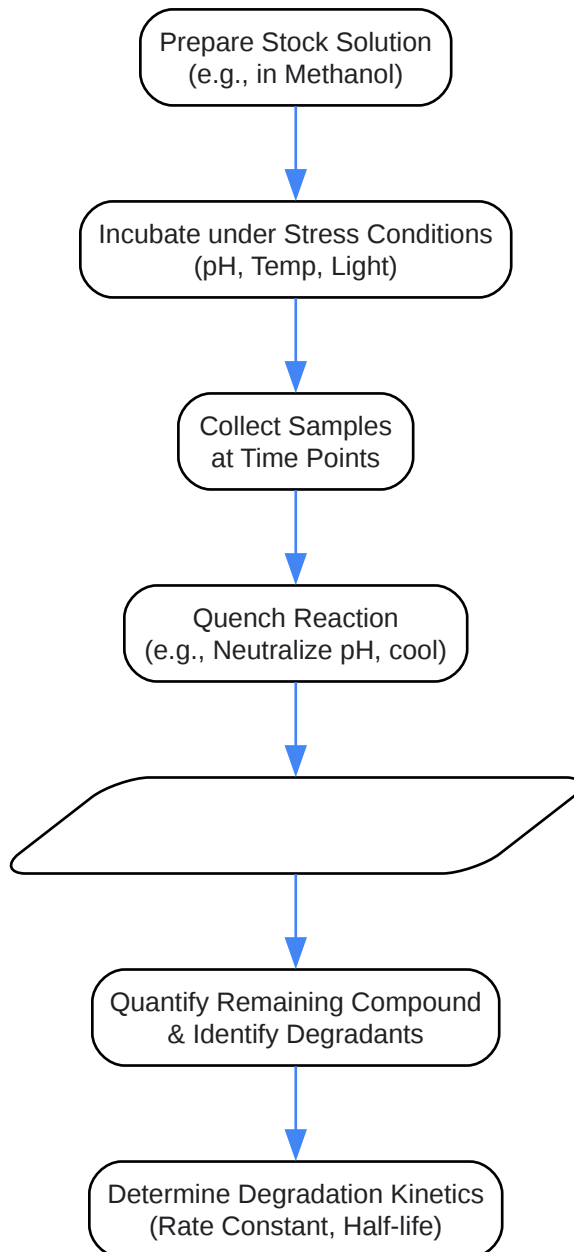 Prepare Stock Solution
(e.g., in Methanol)
Incubate under Stress Conditions
(pH, Temp, Light)
Collect Samples
at Time Points
Quench Reaction
(e.g., Neutralize pH, cool)
Quantify Remaining Compound
& Identify Degradants
Determine Degradation Kinetics
(Rate Constant, Half-life)